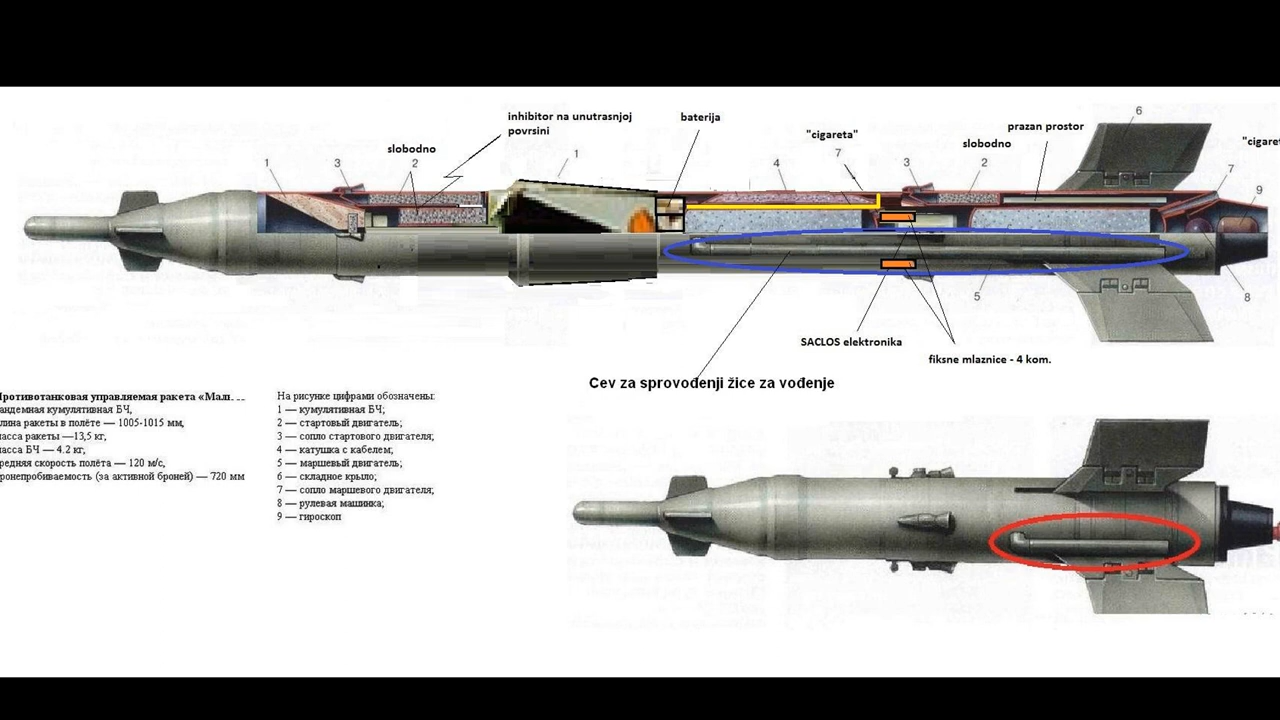 inhibitor na unutrasnjoj
povrsini
baterija
"cigareta"
prazan prostor
slobodno
slobodno
6
1
3
2
1
4
7
3
2
"cigaret
7
9
5
8
SACLOS elektronika
fiksne mlaznice - 4 kom.
Cev za sprovođenji žice za vođenje
ротивотанковая управляемая ракета «Мал
андемная кумулятивная БЧ,
лина ракеты в полёте — 1005-1015 мм,
асса ракеты —13,5 кг,
асса БЧ — 4.2 кг,
редняя скорость полёта — 120 м/с,
ронепробиваемость (за активной броней) — 720 мм
На рисунке цифрами обозначены:
1 — кумулятивная БЧ;
2 — стартовый двигатель;
3 — сопло стартового двигателя;
4 — катушка с кабелем;
5 — маршевый двигатель;
6 — складное крыло;
7 — сопло маршевого двигателя;
8 — рулевая машинка;
9 — гироскоп